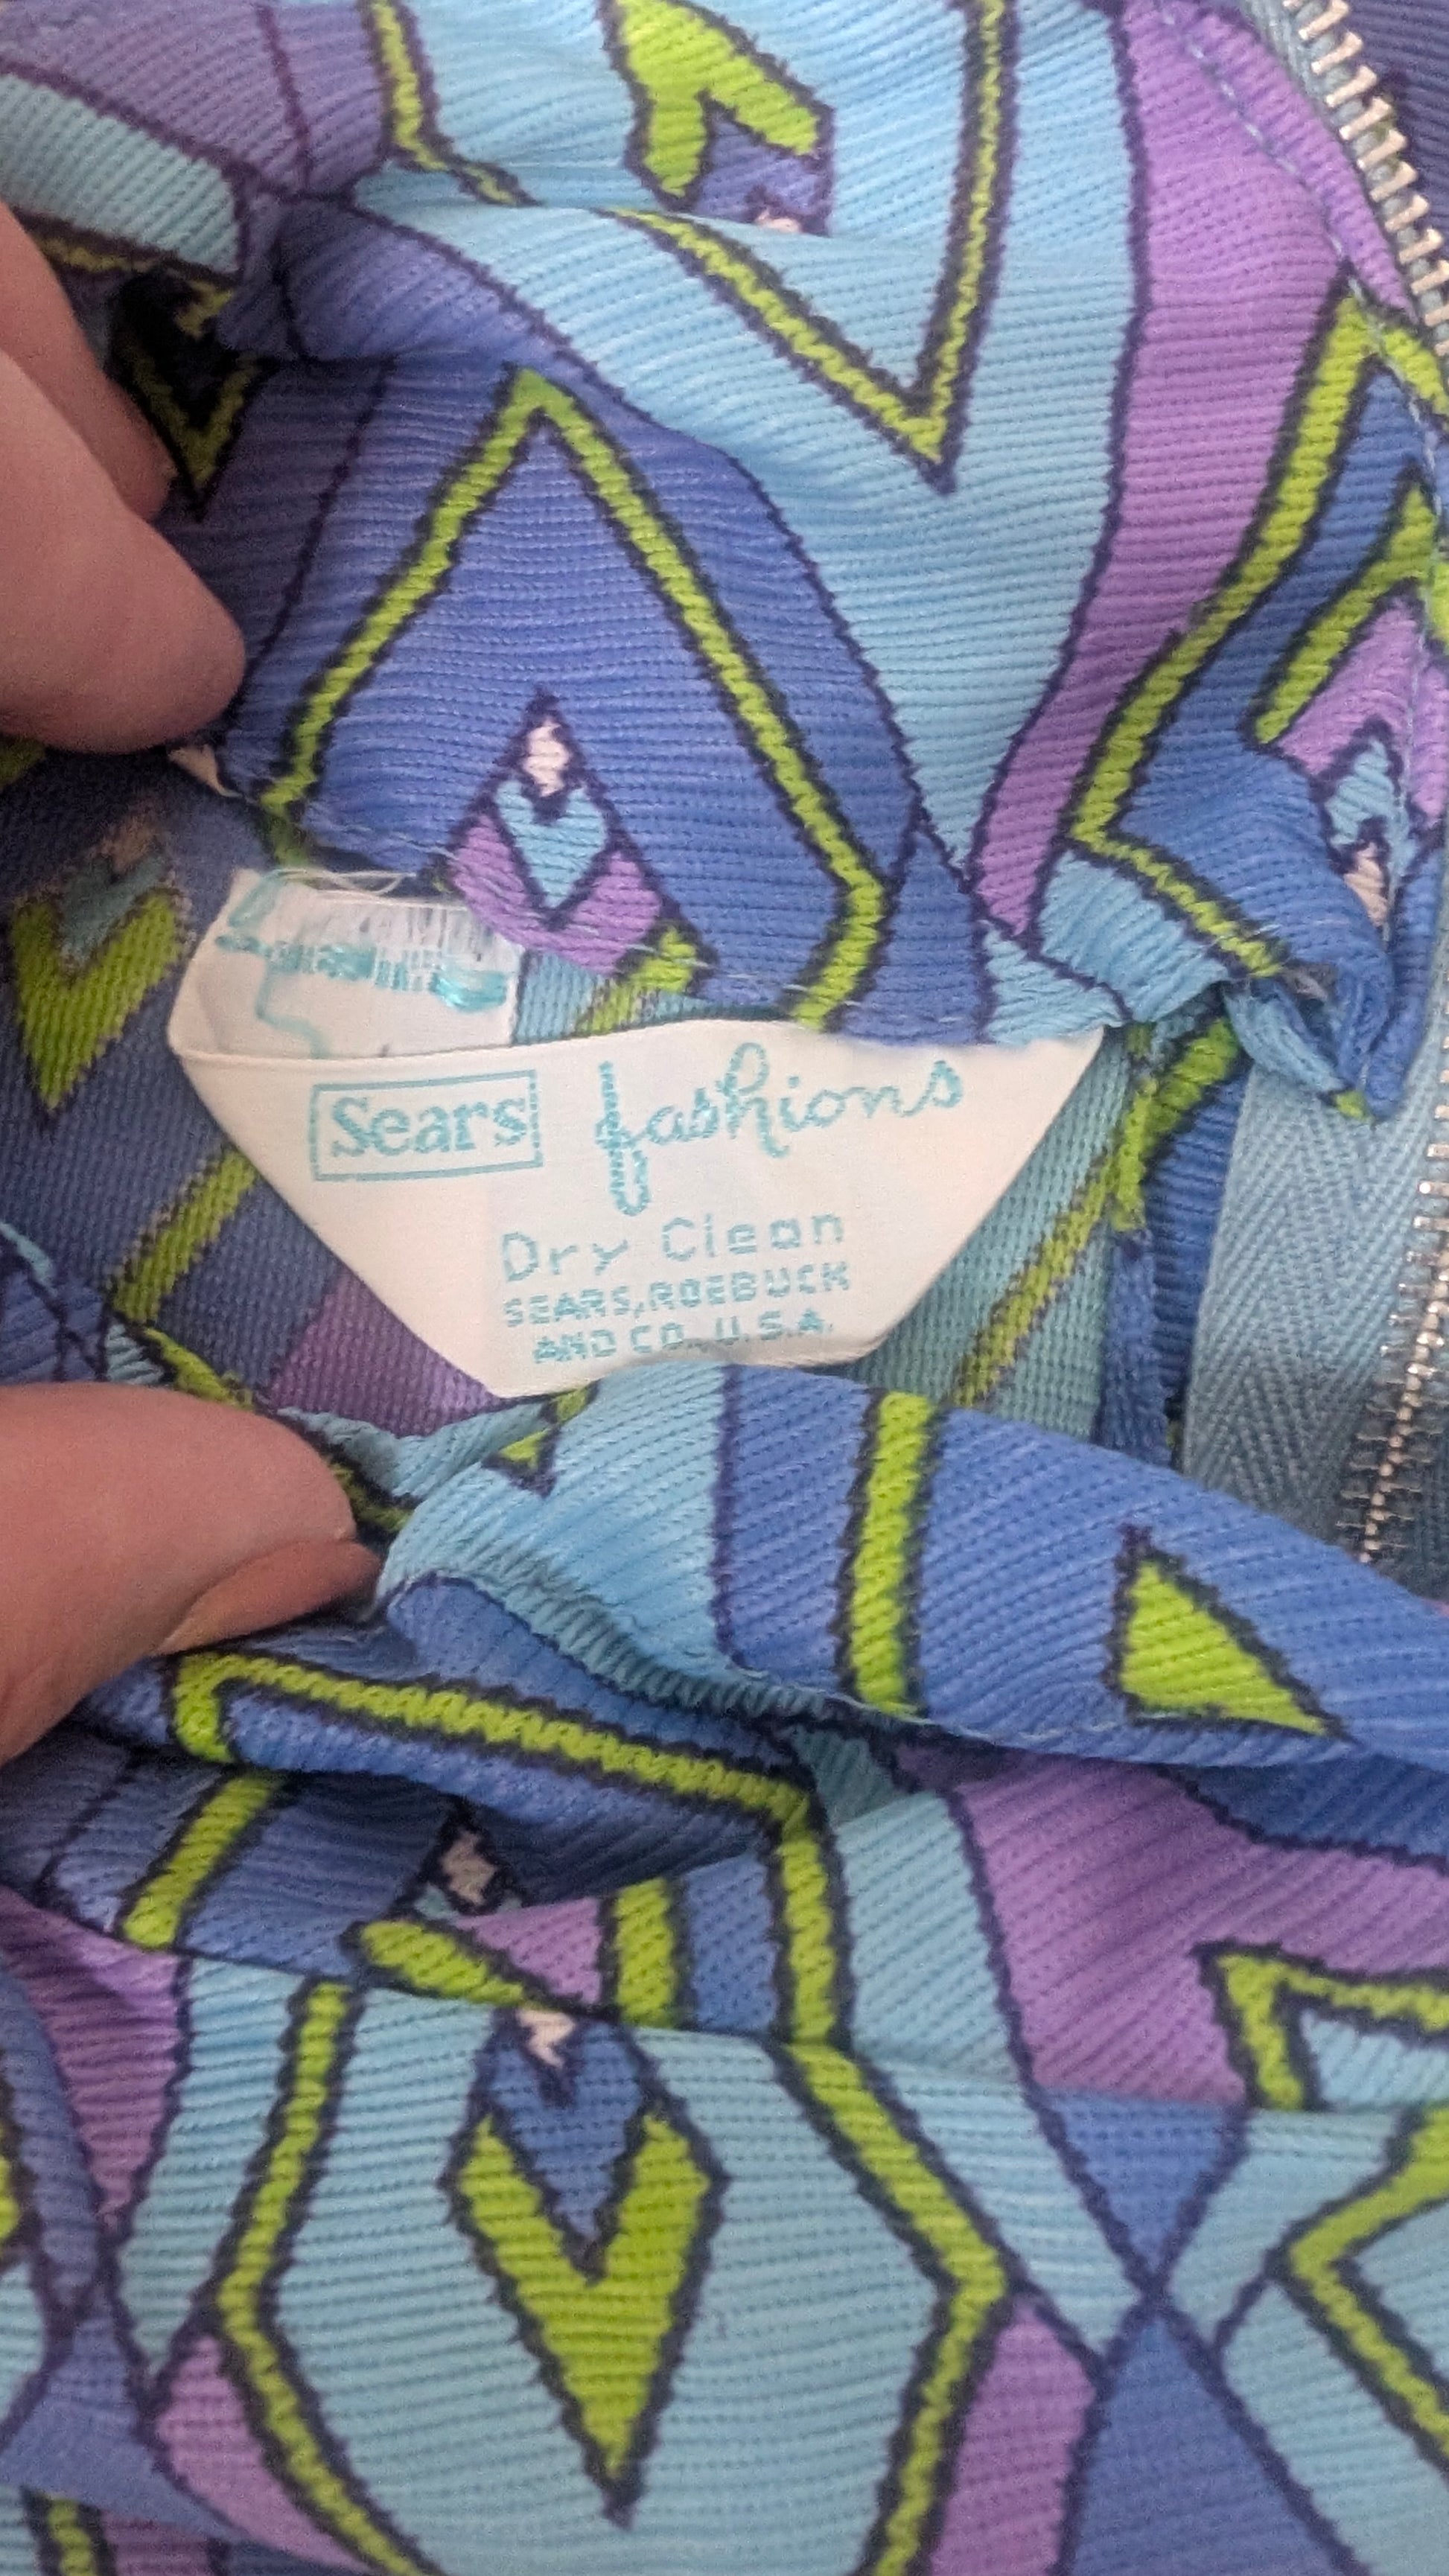 Sears fashions
Dry Clean
SEARS, ROEBUCK
AND CO., U.S.A.